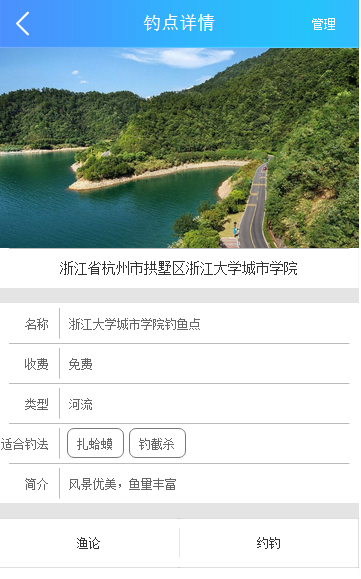 钓点详情 管理
浙江省杭州市拱墅区浙江大学城市学院
名称 浙江大学城市学院钓鱼点
收费 免费
类型 河流
适合钓法 扎蛤蟆 钓截杀
简介 风景优美，鱼量丰富
渔论 约钓